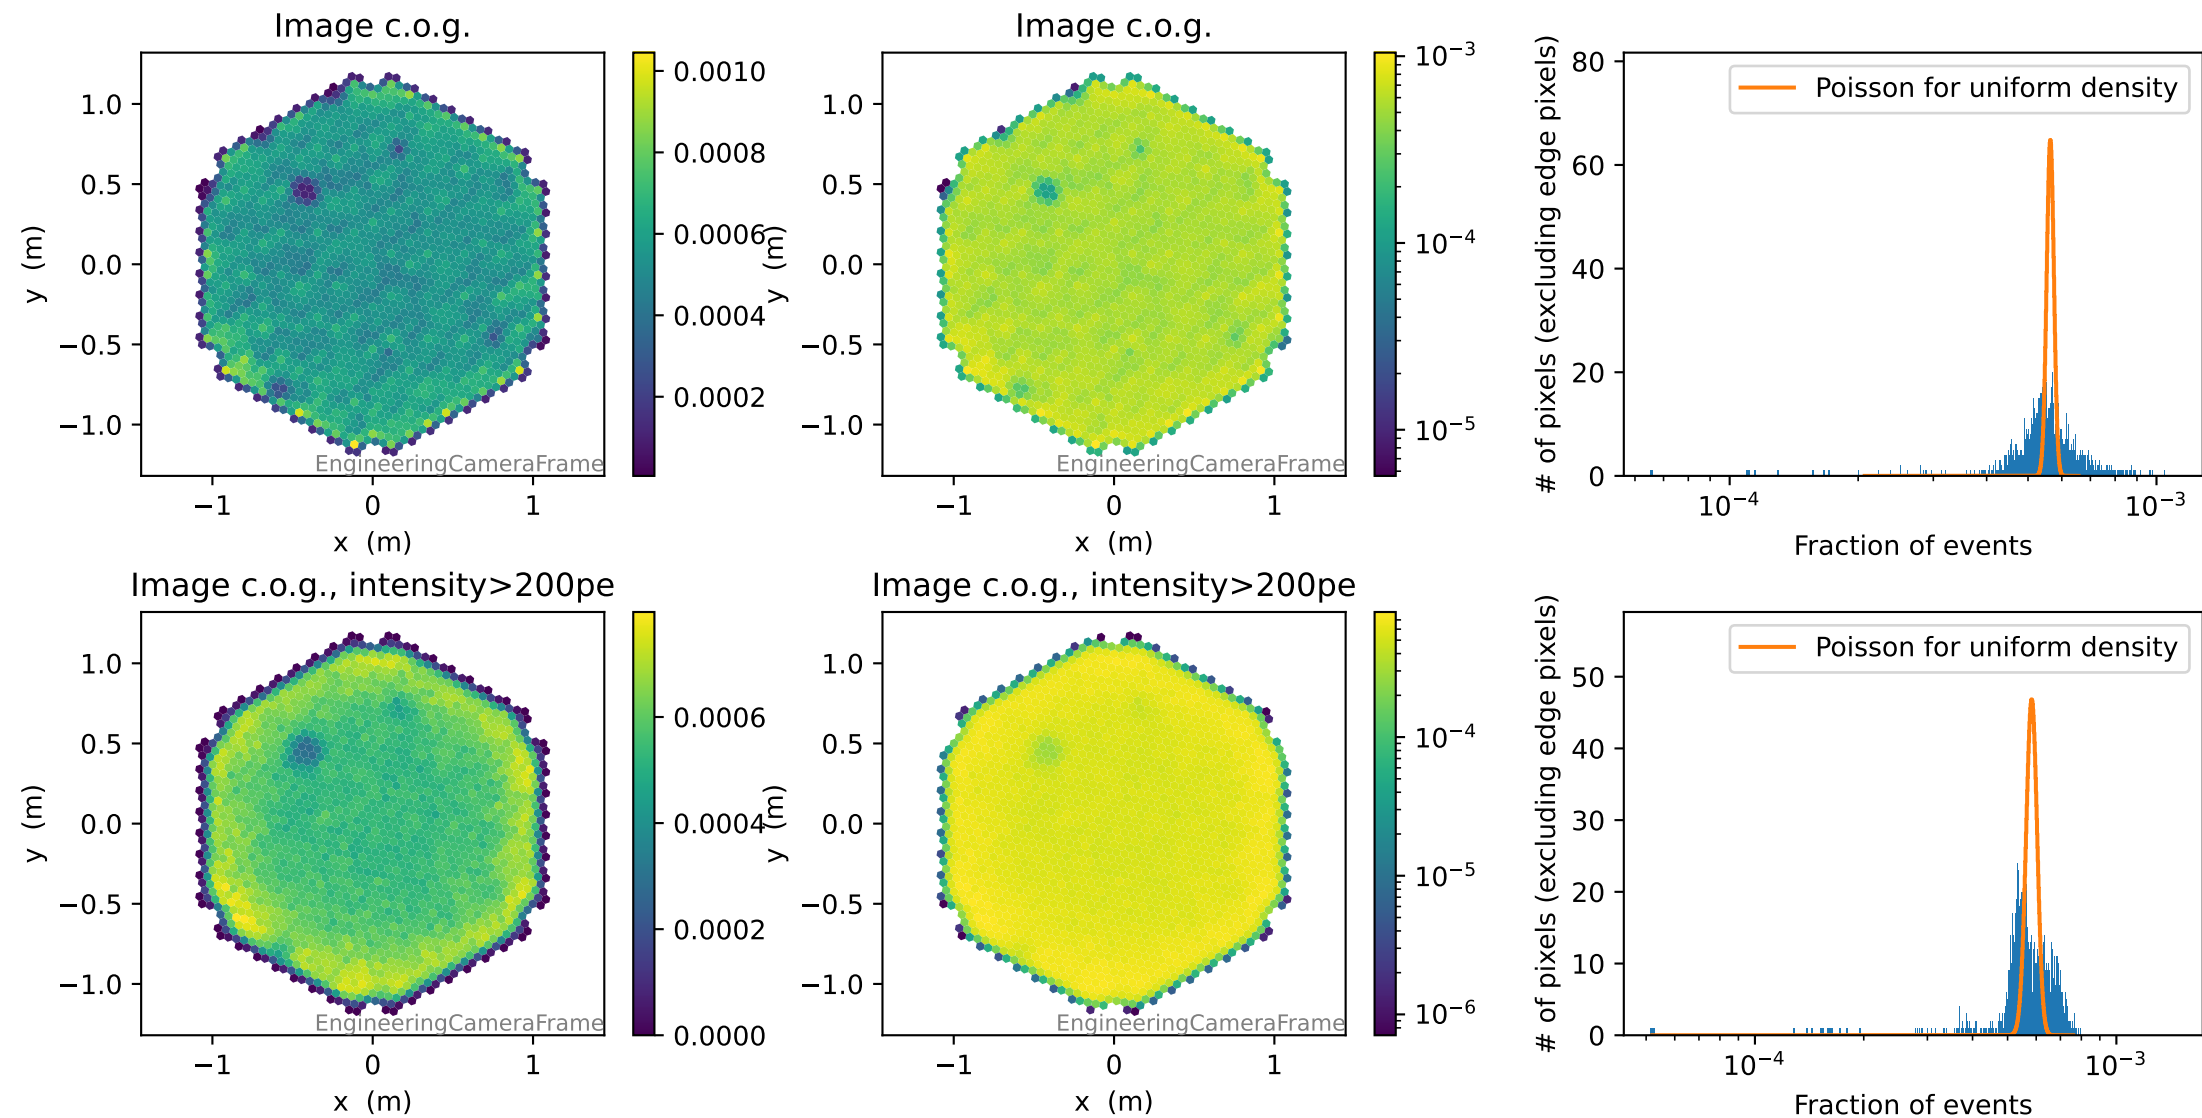 Image c.o.g.
y (m)
1.0
0.5
0.0
−0.5
−1.0
−1
0
1
x (m)
EngineeringCameraFrame
0.0010
0.0008
0.0006
0.0004
0.0002
Image c.o.g.
y (m)
1.0
0.5
0.0
−0.5
−1.0
−1
0
1
x (m)
EngineeringCameraFrame
10⁻³
10⁻⁴
10⁻⁵
# of pixels (excluding edge pixels)
80
60
40
20
0
Poisson for uniform density
10⁻⁴
10⁻³
Fraction of events
Image c.o.g., intensity>200pe
y (m)
1.0
0.5
0.0
−0.5
−1.0
−1
0
1
x (m)
EngineeringCameraFrame
0.0006
0.0004
0.0002
0.0000
Image c.o.g., intensity>200pe
y (m)
1.0
0.5
0.0
−0.5
−1.0
−1
0
1
x (m)
EngineeringCameraFrame
10⁻⁴
10⁻⁵
10⁻⁶
# of pixels (excluding edge pixels)
50
40
30
20
10
0
Poisson for uniform density
10⁻⁴
10⁻³
Fraction of events